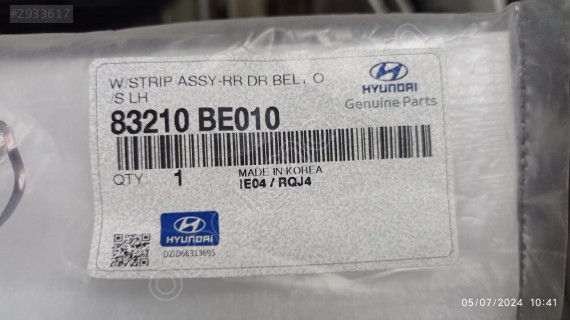 #2933617
W/STRIP ASSY-RR DR BELT O
/S LH
HYUNDAI
Genuine Parts
83210 BE010
MADE IN KOREA
QTY 1 IE04 / RQJ4
HYUNDAI
DZID66313695
05/07/2024 10:41